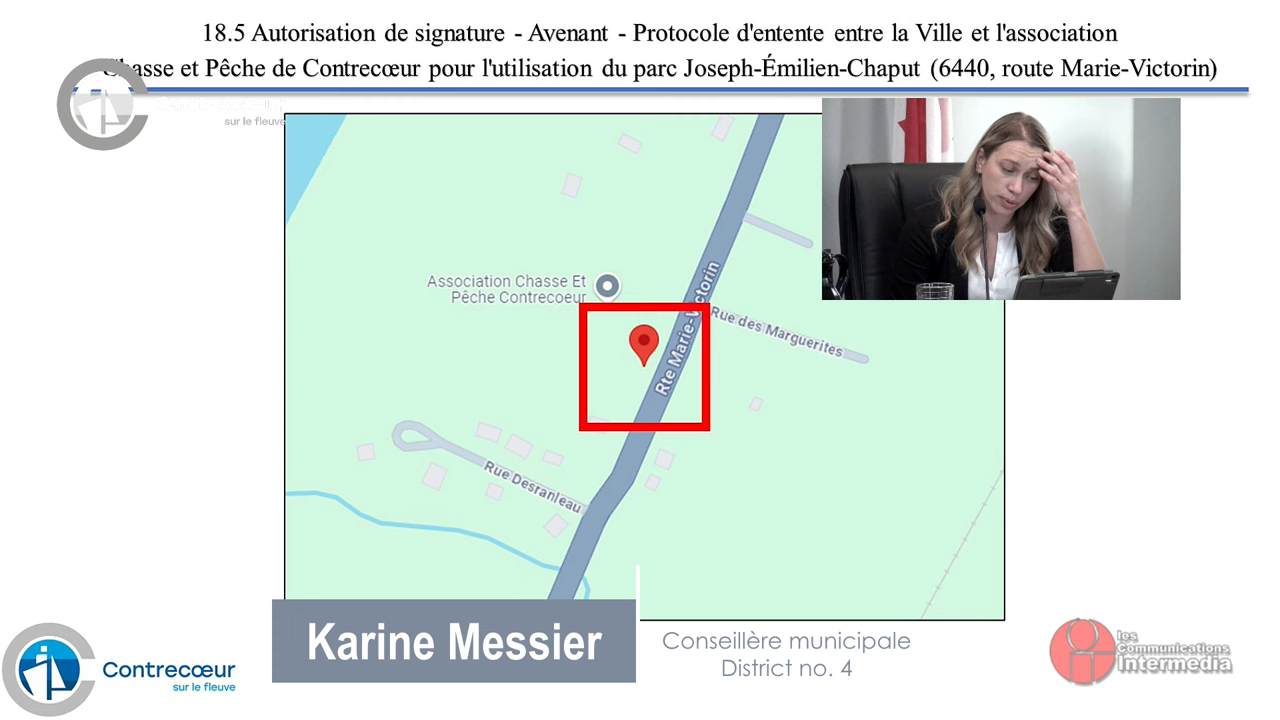 18.5 Autorisation de signature - Avenant - Protocole d'entente entre la Ville et l'association
Chasse et Pêche de Contrecœur pour l'utilisation du parc Joseph-Émilien-Chaput (6440, route Marie-Victorin)
sur le fleuve
Association Chasse Et
Pêche Contrecoeur
Rte Marie-Victorin
Rue des Marguerites
Rue Desranleau
Karine Messier
Conseillère municipale
District no. 4
Contrecœur
sur le fleuve
les
Communications
Intermedia